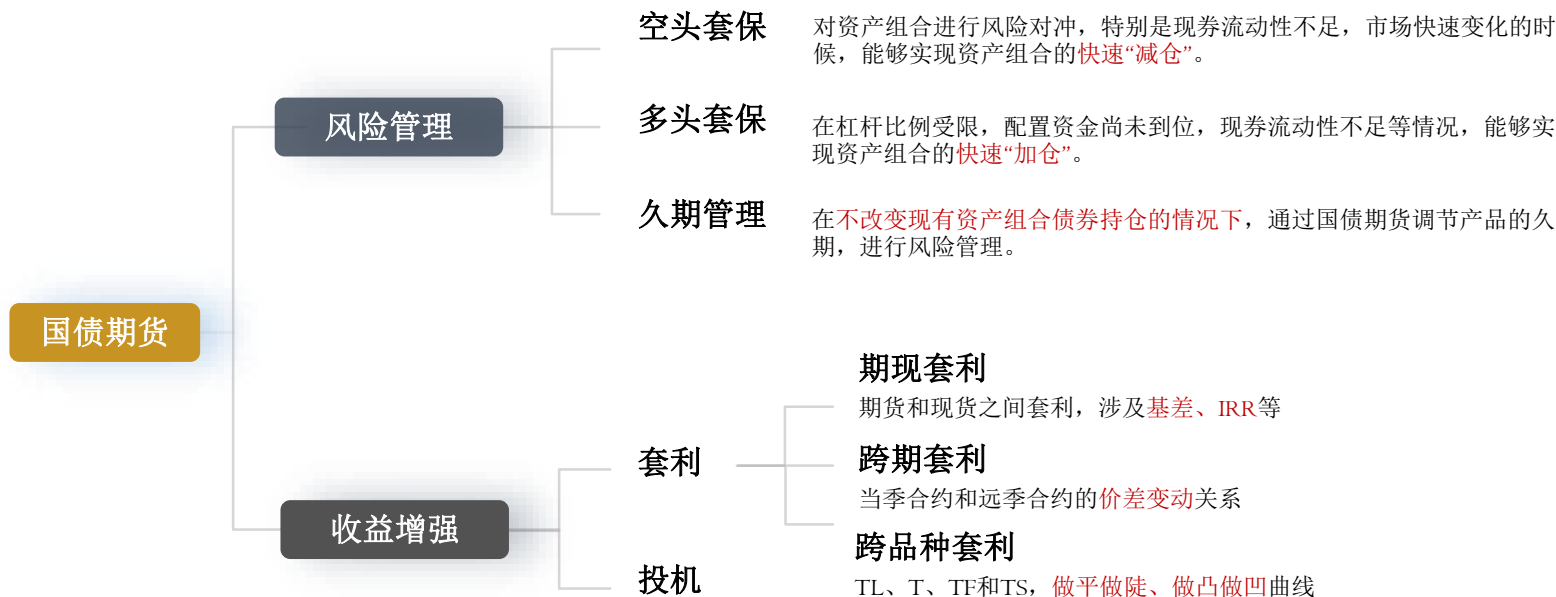 国债期货
风险管理
空头套保
对资产组合进行风险对冲，特别是现券流动性不足，市场快速变化的时
候，能够实现资产组合的快速“减仓”。
多头套保
在杠杆比例受限，配置资金尚未到位，现券流动性不足等情况，能够实
现资产组合的快速“加仓”。
久期管理
在不改变现有资产组合债券持仓的情况下，通过国债期货调节产品的久
期，进行风险管理。
收益增强
套利
期现套利
期货和现货之间套利，涉及基差、IRR等
跨期套利
当季合约和远季合约的价差变动关系
跨品种套利
TL、T、TF和TS，做平做陡、做凸做凹曲线
投机